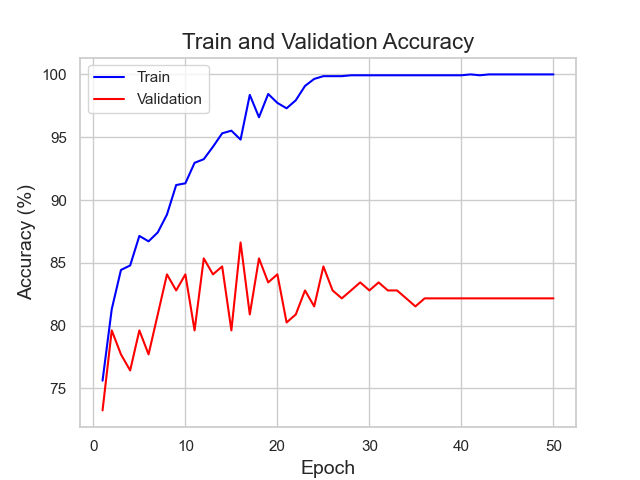 Train and Validation Accuracy
Train
Validation
100
95
90
85
80
75
Accuracy (%)
0 10 20 30 40 50
Epoch